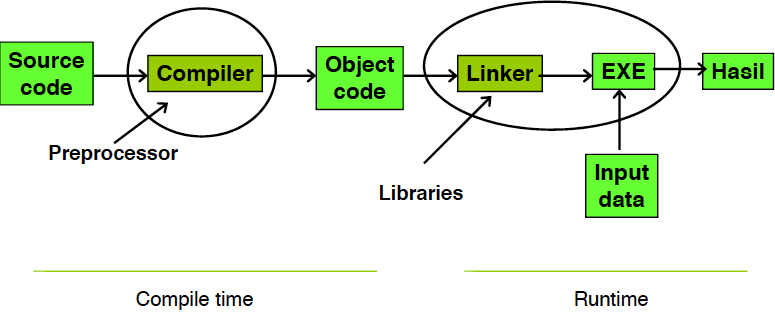 Source
code
Compiler
Object
code
Linker
EXE
Hasil
Preprocessor
Libraries
Input
data
Compile time
Runtime